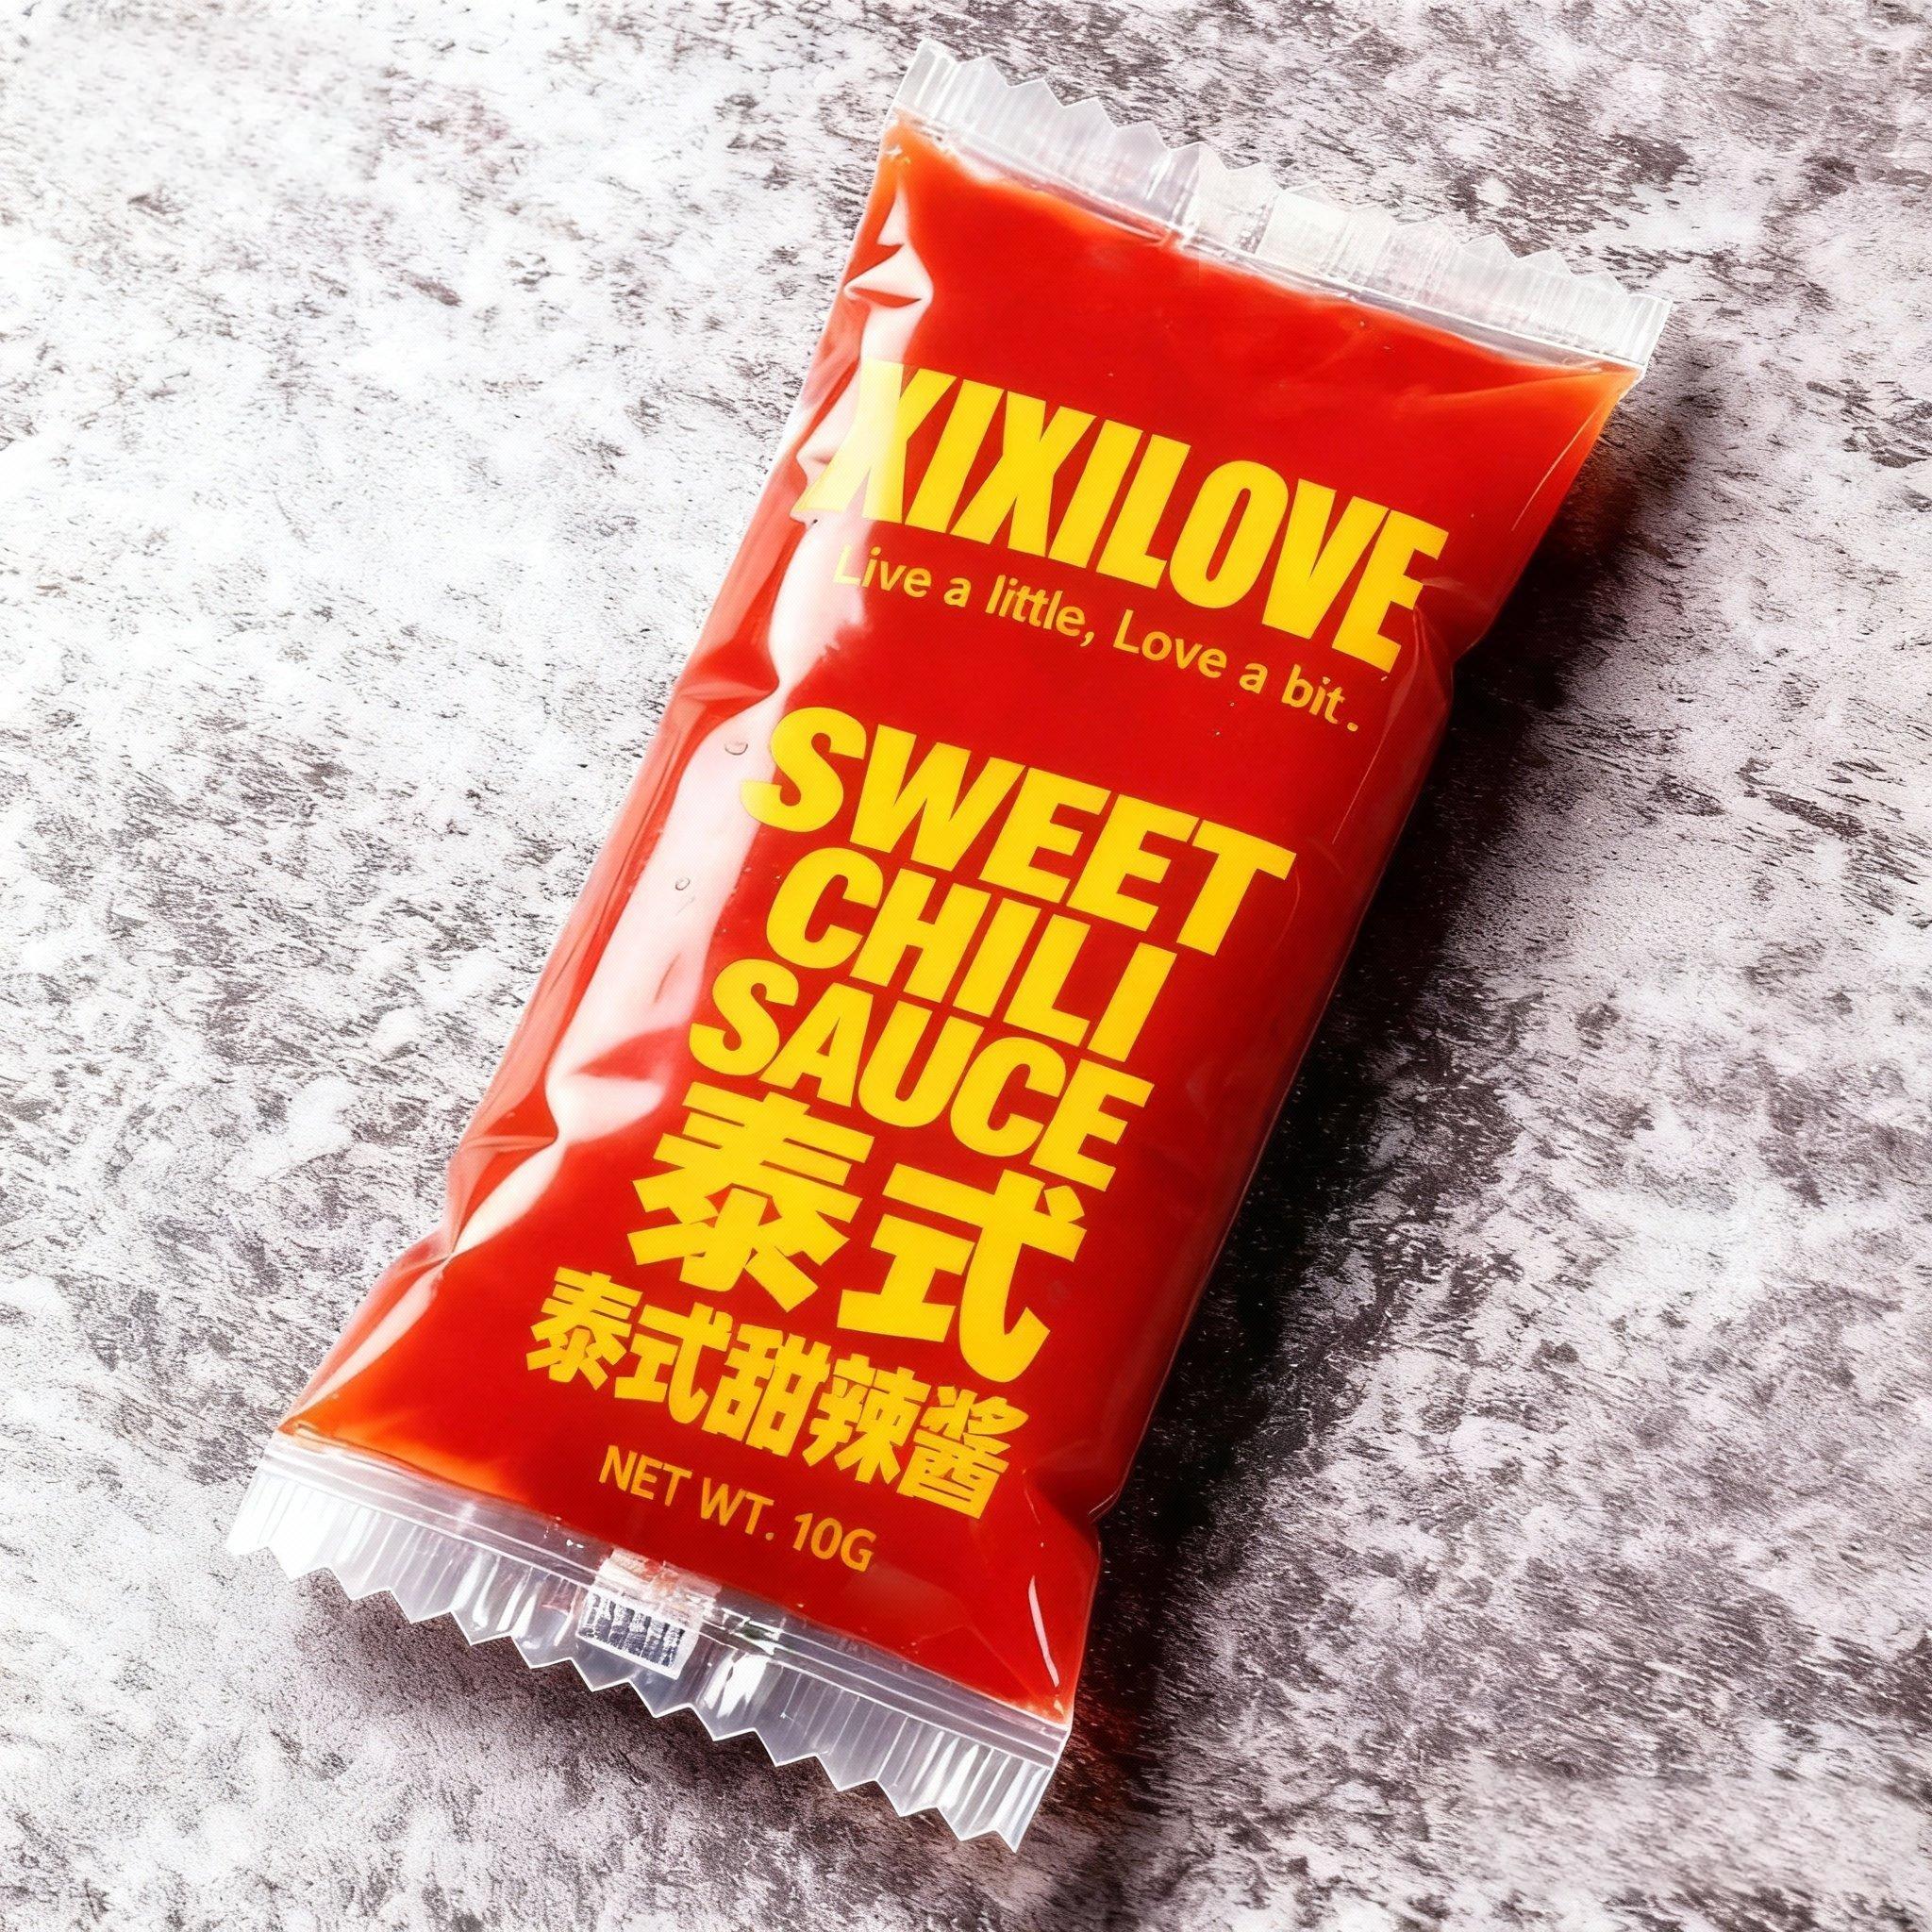 XIXILOVE
Live a little, Love a bit.
SWEET
CHILI
SAUCE
泰式
泰式甜辣醬
NET WT. 10G